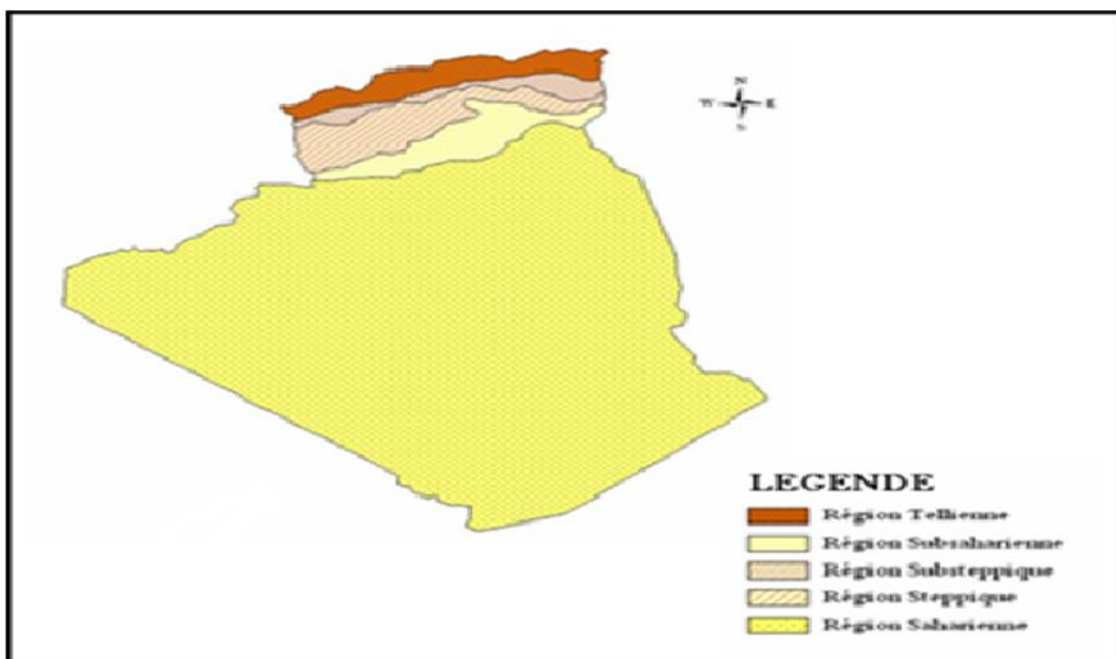 N
W E
S
LEGENDE
Région Tellienne
Région Subsaharienne
Région Substeppique
Région Steppique
Région Saharienne